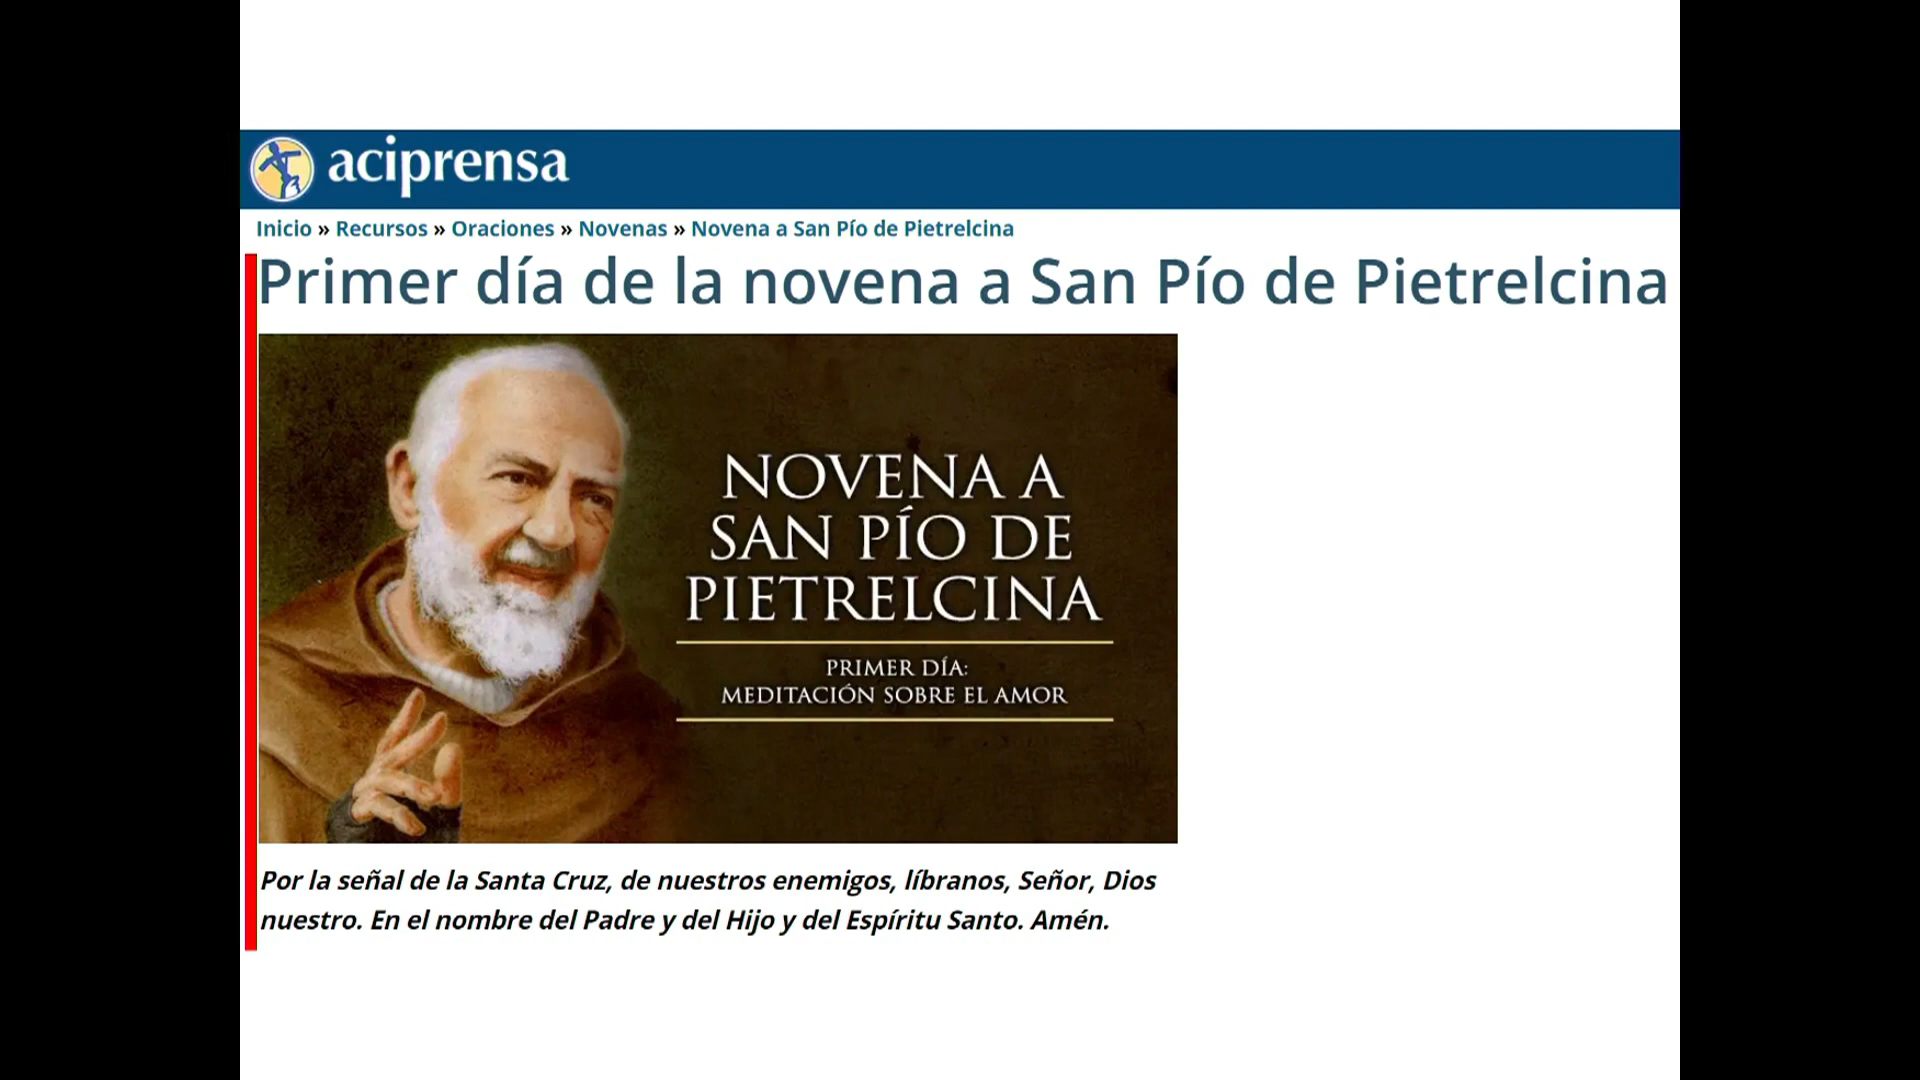 aciprensa
Inicio » Recursos » Oraciones » Novenas » Novena a San Pío de Pietrelcina
Primer día de la novena a San Pío de Pietrelcina
NOVENA A
SAN PÍO DE
PIETRELCINA
PRIMER DÍA:
MEDITACIÓN SOBRE EL AMOR
Por la señal de la Santa Cruz, de nuestros enemigos, líbranos, Señor, Dios
nuestro. En el nombre del Padre y del Hijo y del Espíritu Santo. Amén.